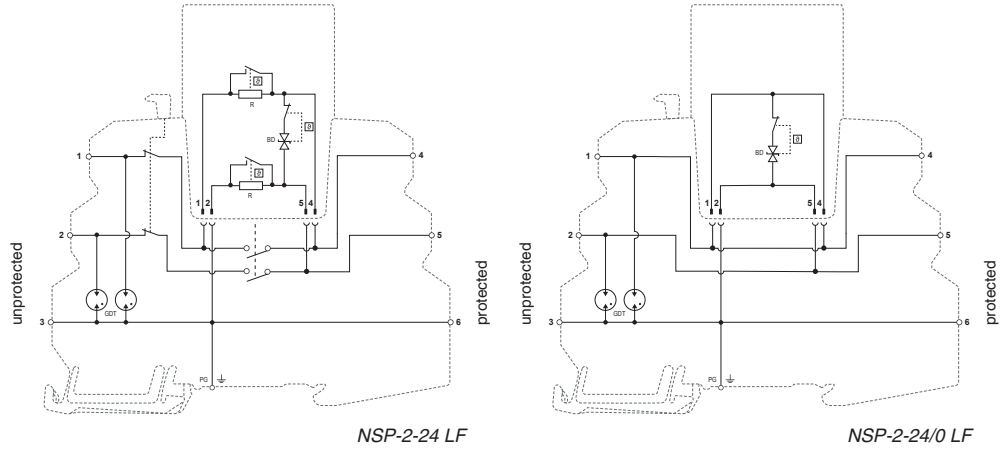 ϑ
R
BD
ϑ
ϑ
R
1 2 5 4
1
4
2
5
GDT
3
6
PG
unprotected
protected
NSP-2-24 LF
BD
ϑ
1 2 5 4
1
4
2
5
GDT
3
6
PG
unprotected
protected
NSP-2-24/0 LF